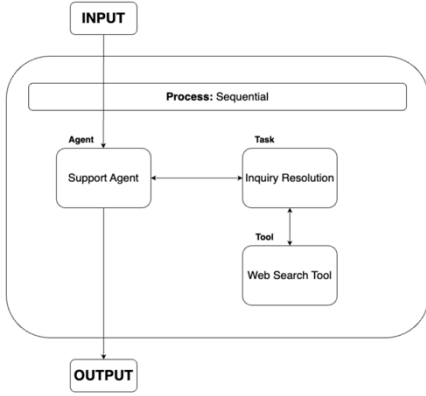 INPUT
Process: Sequential
Agent
Task
Support Agent
Inquiry Resolution
Tool
Web Search Tool
OUTPUT